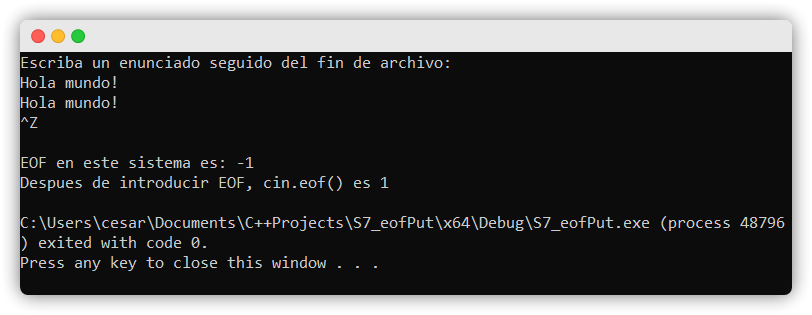 Escriba un enunciado seguido del fin de archivo:
Hola mundo!
Hola mundo!
^Z
EOF en este sistema es: -1
Despues de introducir EOF, cin.eof() es 1
C:\Users\cesar\Documents\C++Projects\S7_eofPut\x64\Debug\S7_eofPut.exe (process 48796
) exited with code 0.
Press any key to close this window . . .